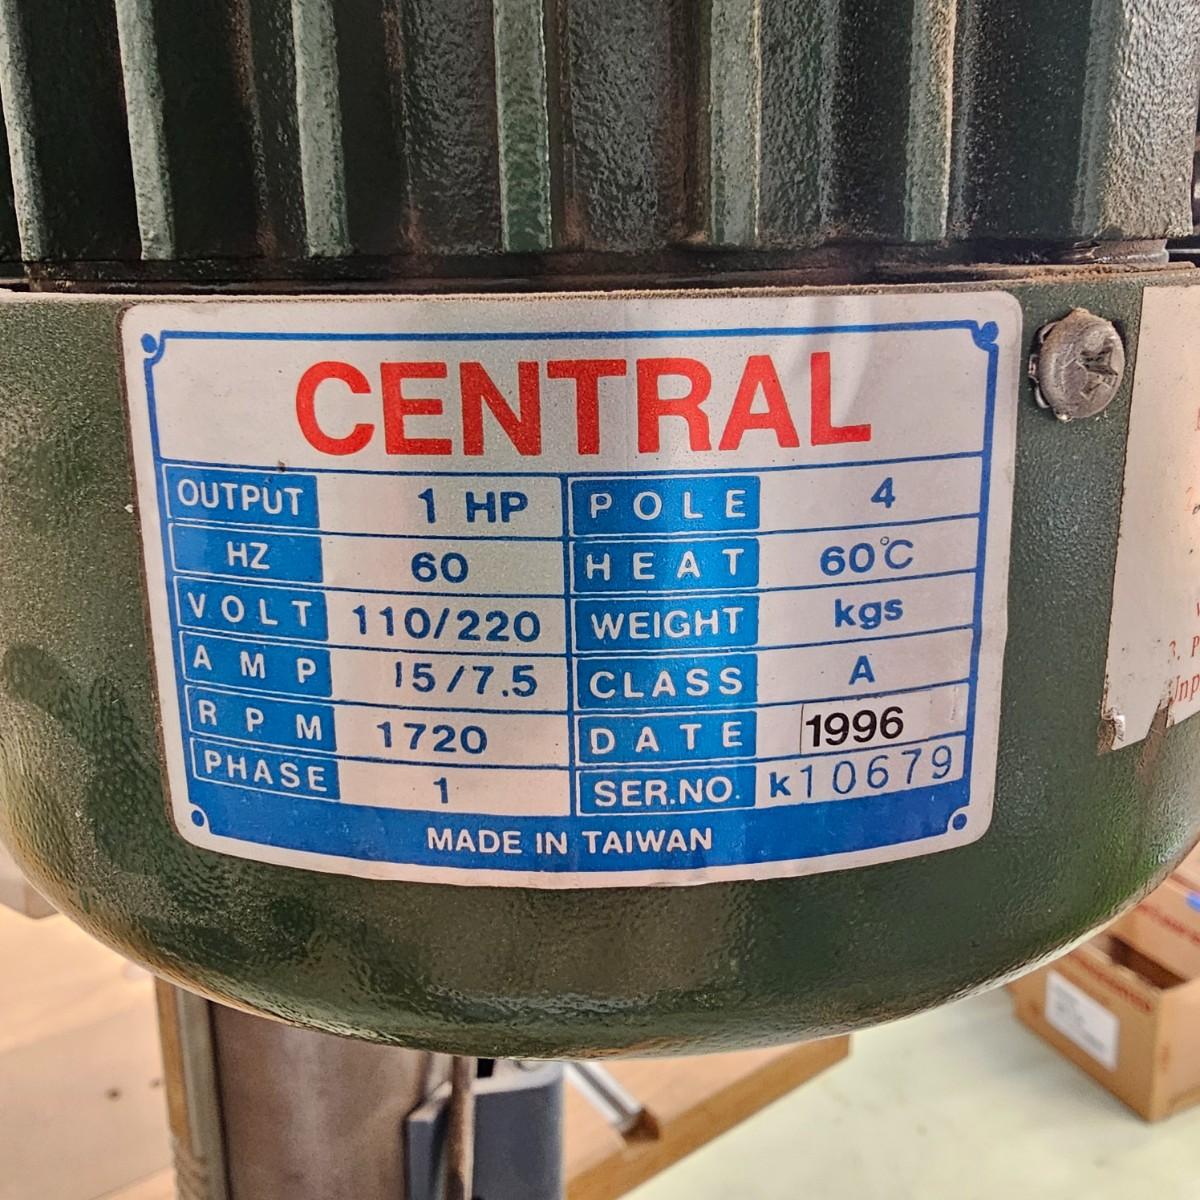 CENTRAL
OUTPUT 1 HP POLE 4
HZ 60 HEAT 60°C
VOLT 110/220 WEIGHT kgs
AMP 15/7.5 CLASS A
RPM 1720 DATE 1996
PHASE 1 SER.NO. k10679
MADE IN TAIWAN
3. P